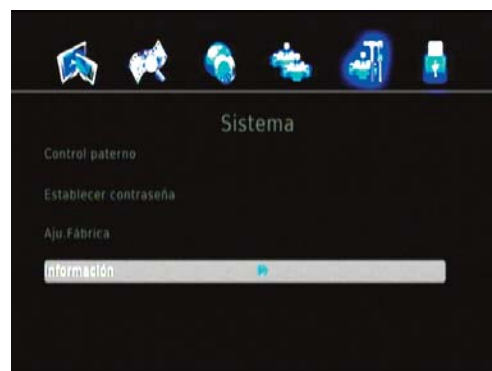 Sistema
Control paterno
Establecer contraseña
Aju.Fábrica
Información